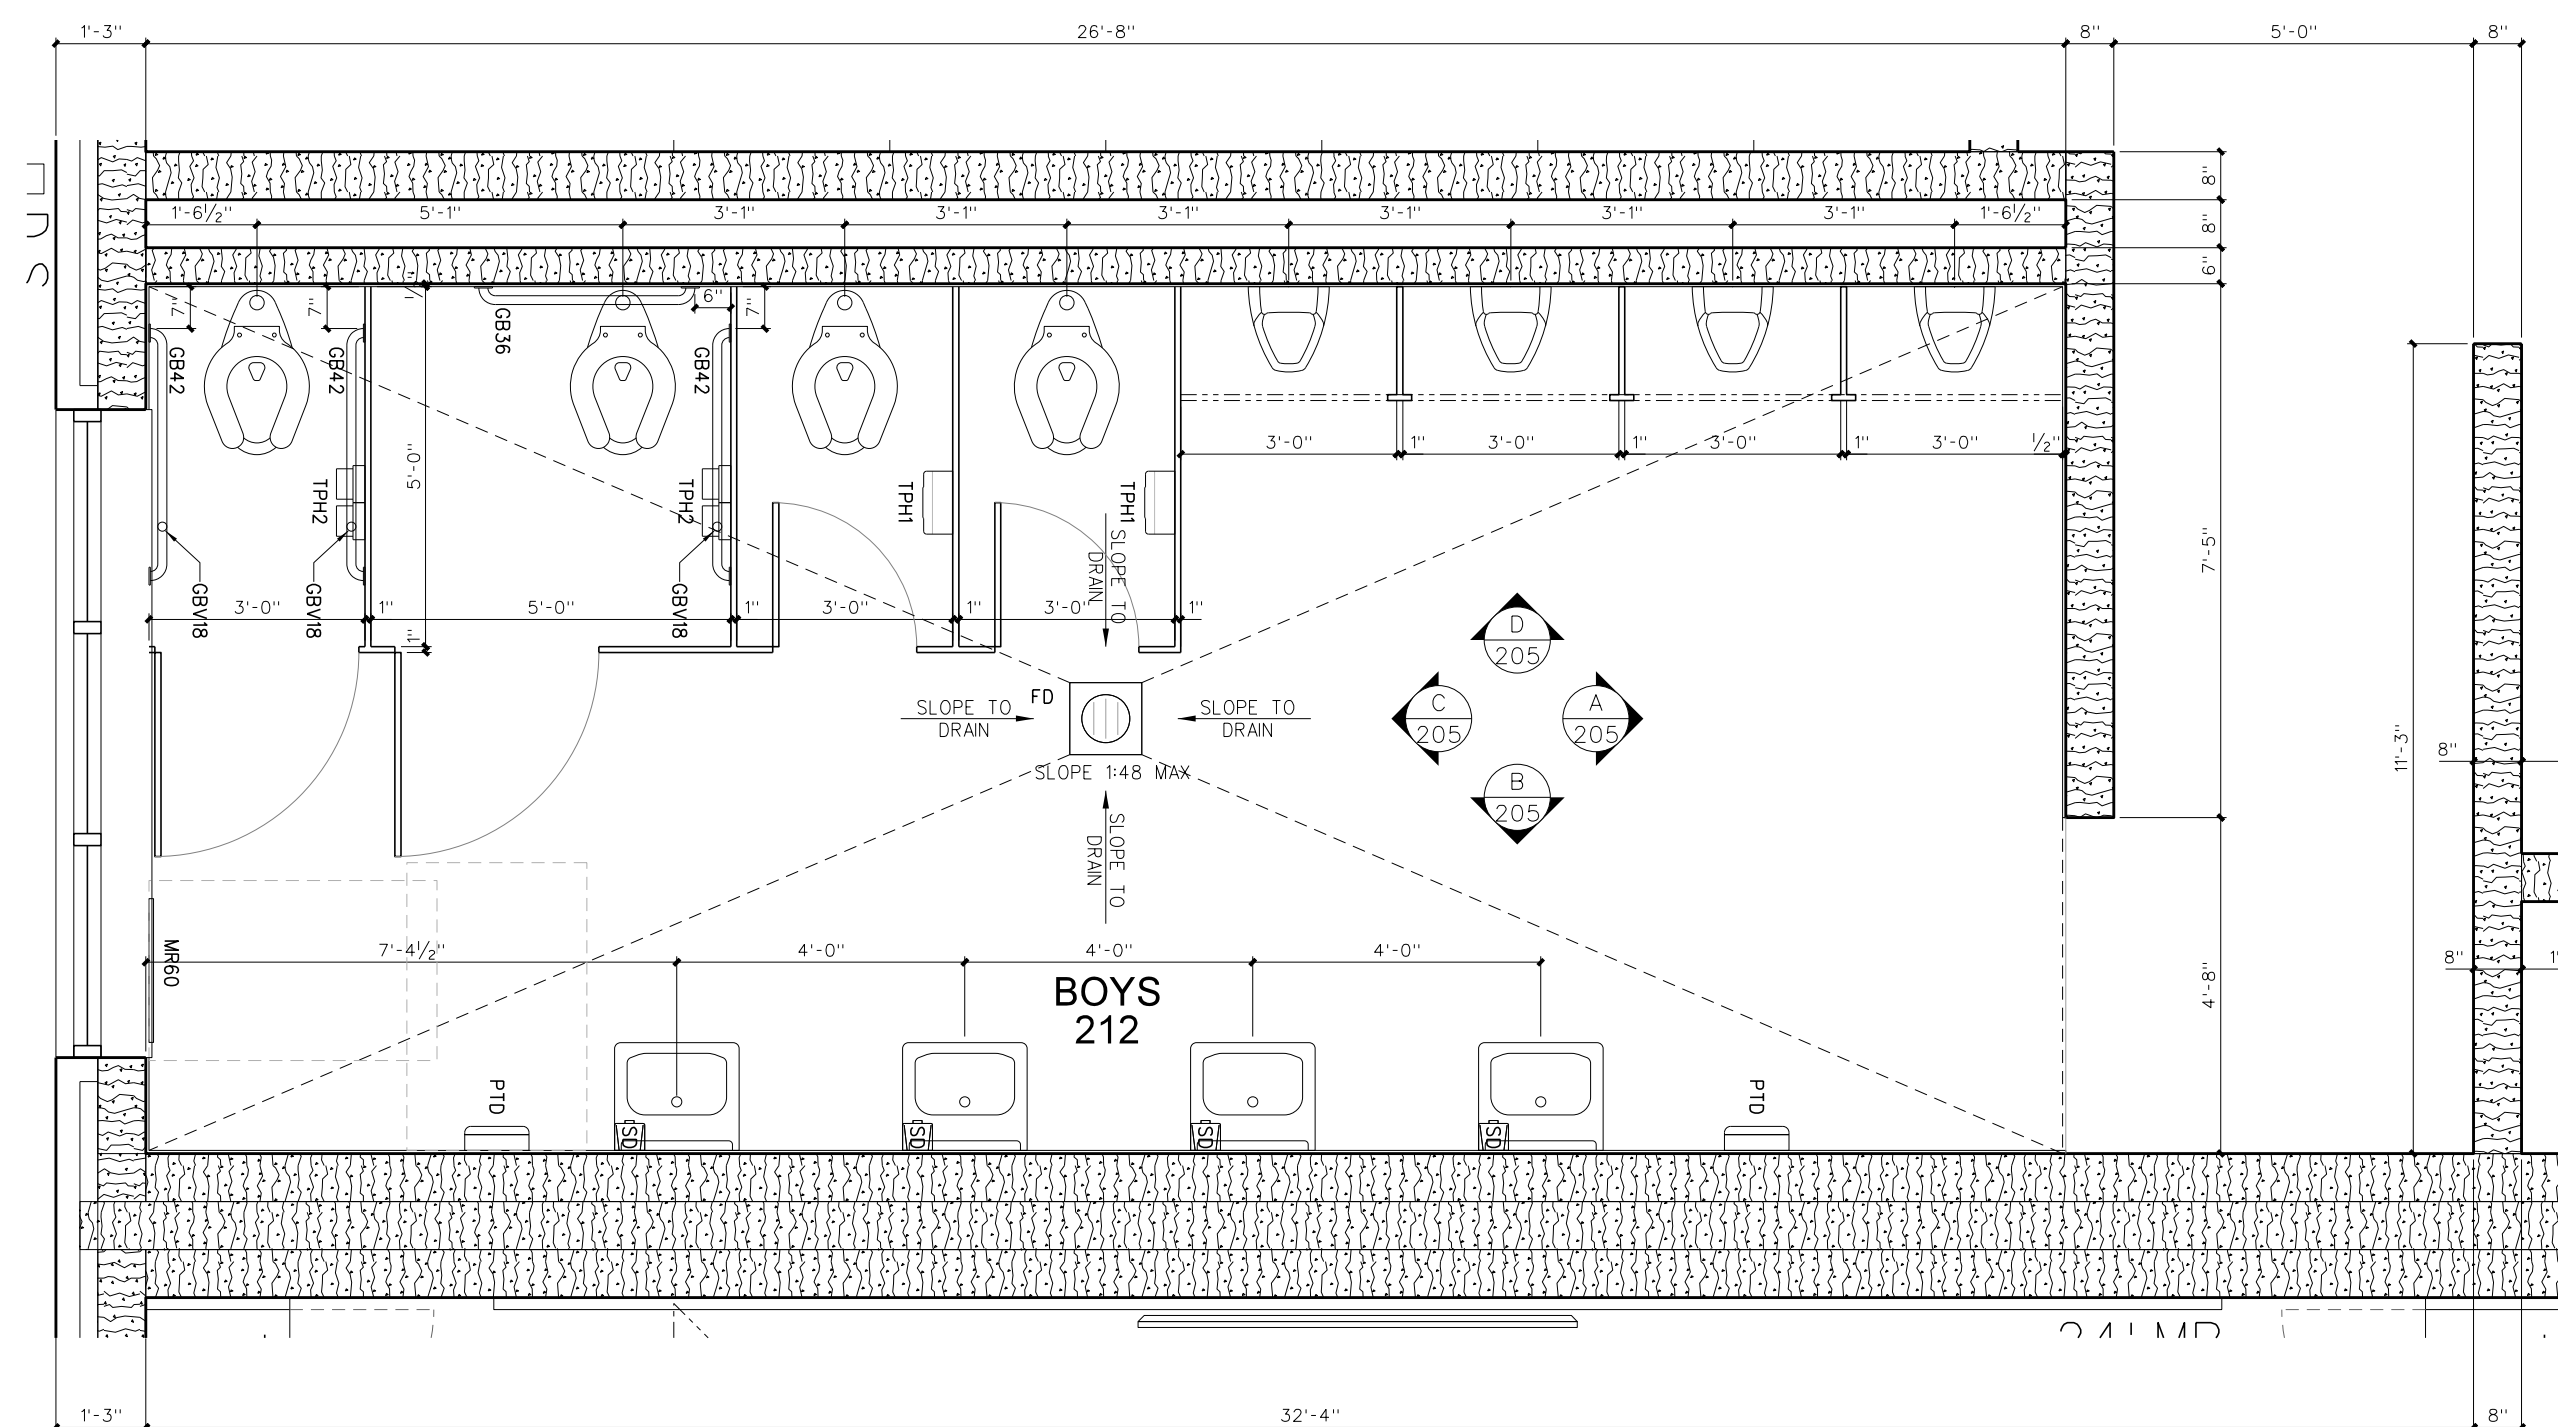 1'-3"
26'-8"
8"
5'-0"
8"
8"
8"
6"
1'-6½"
5'-1"
3'-1"
3'-1"
3'-1"
3'-1"
3'-1"
3'-1"
1'-6½"
7"
7"
1"
6"
7"
GB42
GB42
GB36
GB42
5'-0"
3'-0"
1"
3'-0"
1"
3'-0"
1"
3'-0"
½"
TPH2
TPH2
TPH1
TPH1
GBV18
GBV18
GBV18
3'-0"
1"
5'-0"
1"
3'-0"
1"
3'-0"
1"
1"
SLOPE TO
DRAIN
7'-5"
D
205
C
205
A
205
B
205
FD
SLOPE TO
DRAIN
SLOPE TO
DRAIN
SLOPE 1:48 MAX
SLOPE TO
DRAIN
11'-3"
8"
8"
4'-8"
MR60
7'-4½"
4'-0"
4'-0"
4'-0"
BOYS
212
PTD
PTD
SD
SD
SD
SD
1'-3"
32'-4"
8"